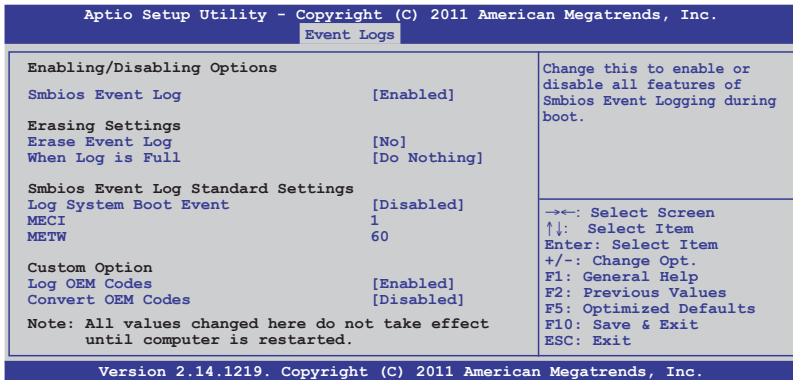 Aptio Setup Utility - Copyright (C) 2011 American Megatrends, Inc.
Event Logs
Enabling/Disabling Options
Smbios Event Log [Enabled]
Erasing Settings
Erase Event Log [No]
When Log is Full [Do Nothing]
Smbios Event Log Standard Settings
Log System Boot Event [Disabled]
MECI 1
METW 60
Custom Option
Log OEM Codes [Enabled]
Convert OEM Codes [Disabled]
Note: All values changed here do not take effect
until computer is restarted.
Change this to enable or
disable all features of
Smbios Event Logging during
boot.
→←: Select Screen
↑↓: Select Item
Enter: Select Item
+/-: Change Opt.
F1: General Help
F2: Previous Values
F5: Optimized Defaults
F10: Save & Exit
ESC: Exit
Version 2.14.1219. Copyright (C) 2011 American Megatrends, Inc.